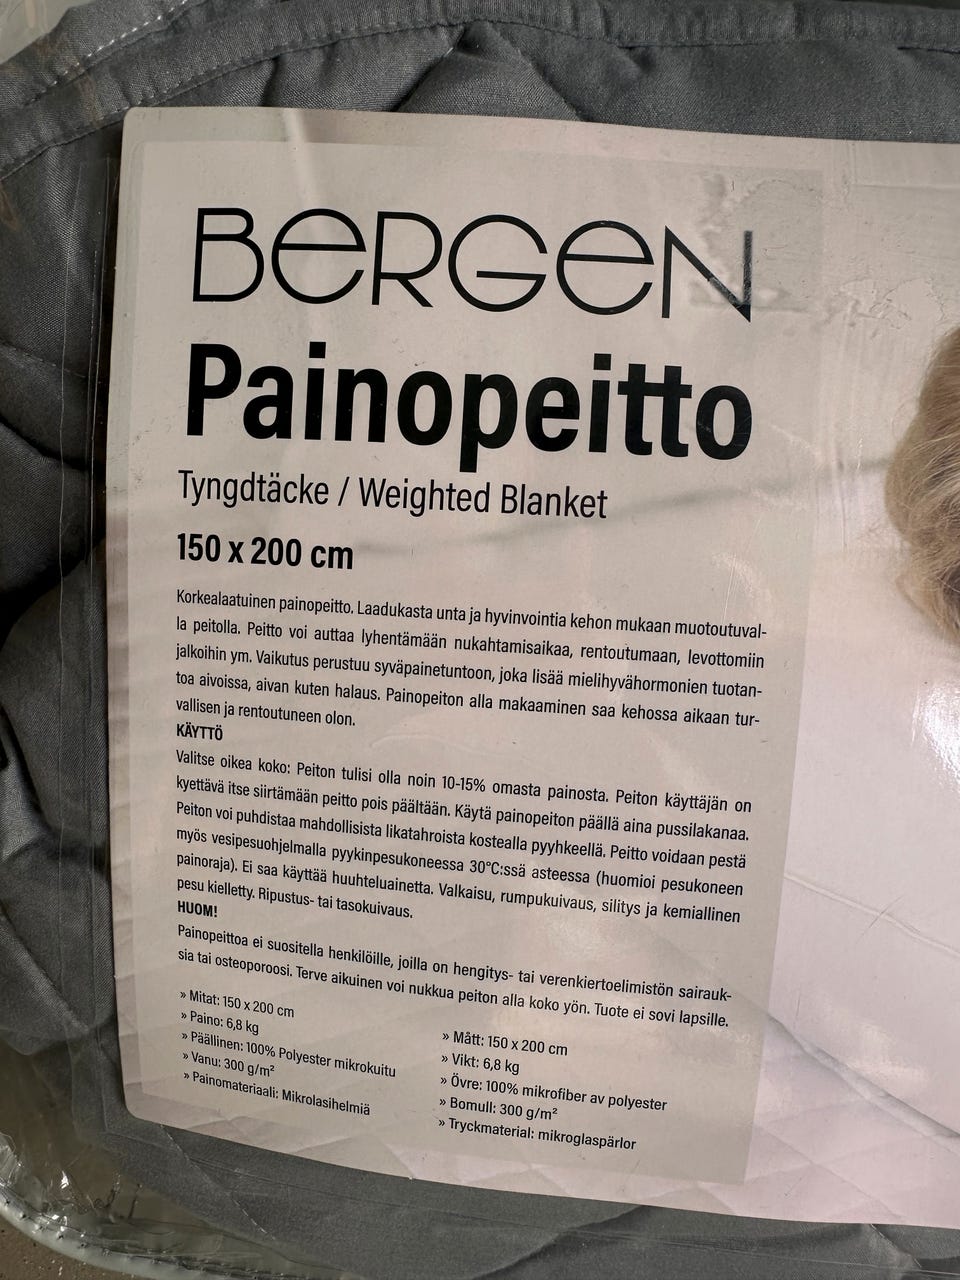 BERGEN
Painopeitto
Tyngdtäcke / Weighted Blanket
150 x 200 cm
Korkealaatuinen painopeitto. Laadukasta unta ja hyvinvointia kehon mukaan muotoutuval-
la peitolla. Peitto voi auttaa lyhentämään nukahtamisaikaa, rentoutumaan, levottomiin
jalkoihin ym. Vaikutus perustuu syväpainetuntoon, joka lisää mielihyvähormonien tuotan-
toa aivoissa, aivan kuten halaus. Painopeiton alla makaaminen saa kehossa aikaan tur-
vallisen ja rentoutuneen olon.
KÄYTTÖ
Valitse oikea koko: Peiton tulisi olla noin 10-15% omasta painosta. Peiton käyttäjän on
kyettävä itse siirtämään peitto pois päältään. Käytä painopeiton päällä aina pussilakanaa.
Peiton voi puhdistaa mahdollisista likatahroista kostealla pyyhkeellä. Peitto voidaan pestä
myös vesipesuohjelmalla pyykinpesukoneessa 30°C:ssä asteessa (huomioi pesukoneen
painoraja). Ei saa käyttää huuhteluainetta. Valkaisu, rumpukuivaus, silitys ja kemiallinen
pesu kielletty. Ripustus- tai tasokuivaus.
HUOM!
Painopeittoa ei suositella henkilöille, joilla on hengitys- tai verenkiertoelimistön sairauk-
sia tai osteoporoosi. Terve aikuinen voi nukkua peiton alla koko yön. Tuote ei sovi lapsille.
» Mitat: 150 x 200 cm
» Paino: 6,8 kg
» Päällinen: 100% Polyester mikrokuitu
» Vanu: 300 g/m²
» Painomateriaali: Mikrolasihelmiä
» Mått: 150 x 200 cm
» Vikt: 6,8 kg
» Övre: 100% mikrofiber av polyester
» Bomull: 300 g/m²
» Tryckmaterial: mikroglaspärlor